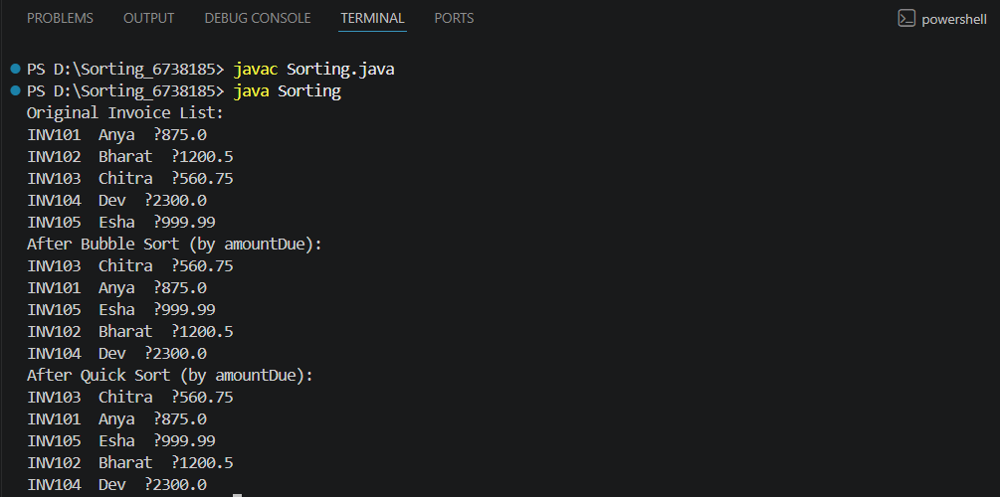 PROBLEMS OUTPUT DEBUG CONSOLE TERMINAL PORTS powershell
PS D:\Sorting_6738185> javac Sorting.java
PS D:\Sorting_6738185> java Sorting
Original Invoice List:
INV101  Anya  ?875.0
INV102  Bharat  ?1200.5
INV103  Chitra  ?560.75
INV104  Dev  ?2300.0
INV105  Esha  ?999.99
After Bubble Sort (by amountDue):
INV103  Chitra  ?560.75
INV101  Anya  ?875.0
INV105  Esha  ?999.99
INV102  Bharat  ?1200.5
INV104  Dev  ?2300.0
After Quick Sort (by amountDue):
INV103  Chitra  ?560.75
INV101  Anya  ?875.0
INV105  Esha  ?999.99
INV102  Bharat  ?1200.5
INV104  Dev  ?2300.0